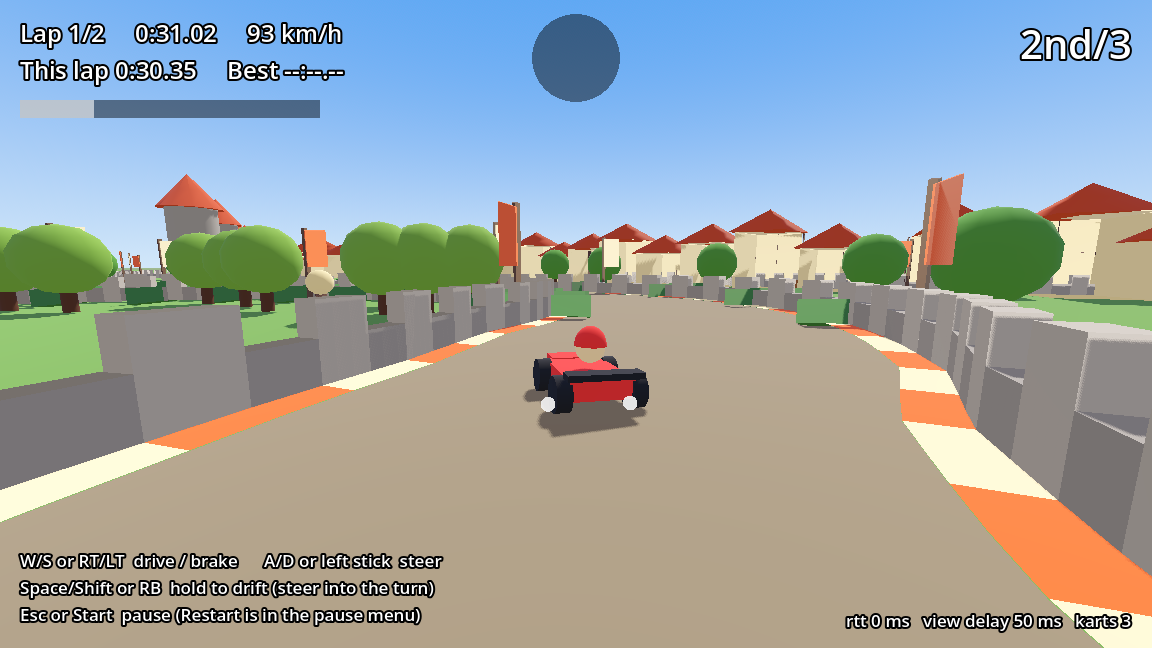 Lap 1/2 0:31.02 93 km/h
2nd/3
This lap 0:30.35 Best --:--.--
W/S or RT/LT drive / brake A/D or left stick steer
Space/Shift or RB hold to drift (steer into the turn)
Esc or Start pause (Restart is in the pause menu)
rtt 0 ms view delay 50 ms karts 3